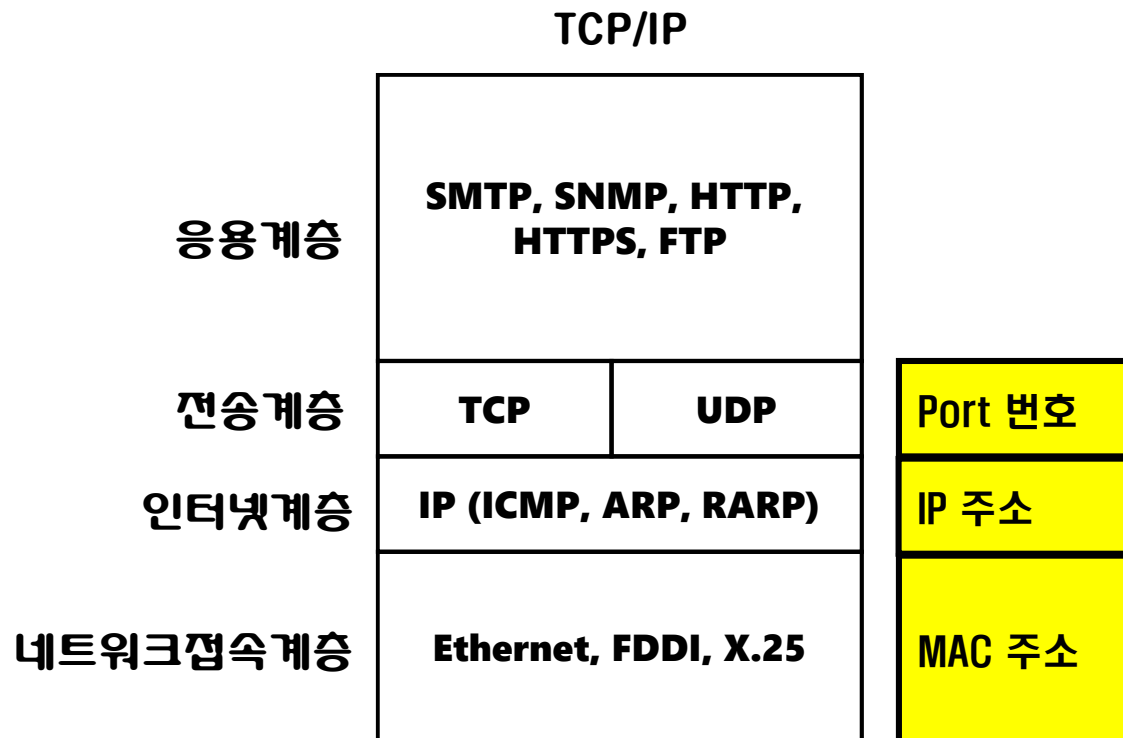 TCP/IP
응용계층
SMTP, SNMP, HTTP,
HTTPS, FTP
전송계층
TCP
UDP
Port 번호
인터넷계층
IP (ICMP, ARP, RARP)
IP 주소
네트워크접속계층
Ethernet, FDDI, X.25
MAC 주소